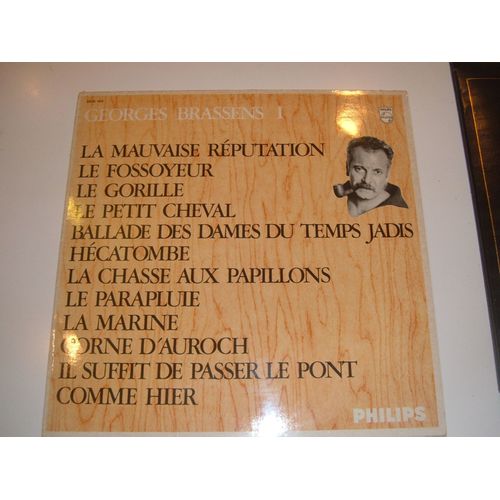 GEORGES BRASSENS I
LA MAUVAISE RÉPUTATION
LE FOSSOYEUR
LE GORILLE
LE PETIT CHEVAL
BALLADE DES DAMES DU TEMPS JADIS
HÉCATOMBE
LA CHASSE AUX PAPILLONS
LE PARAPLUIE
LA MARINE
CORNE D'AUROCH
IL SUFFIT DE PASSER LE PONT
COMME HIER
PHILIPS